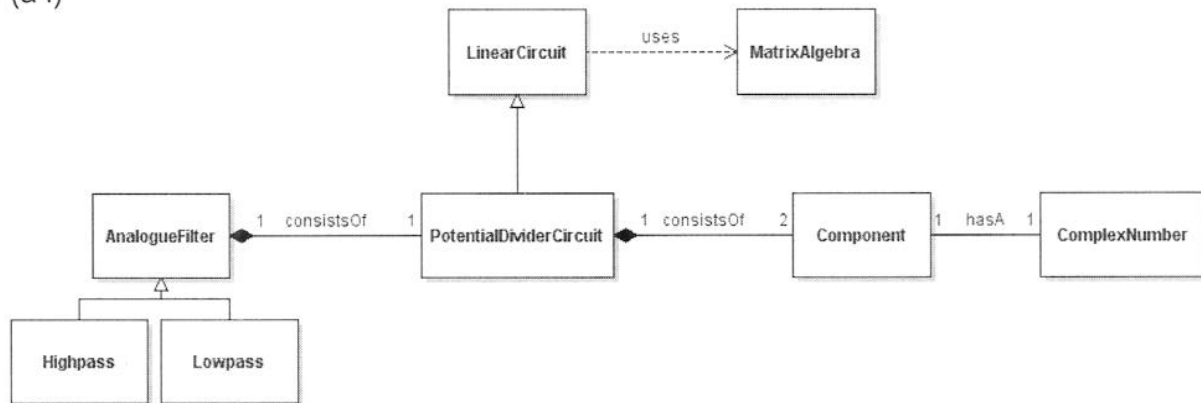 uses
LinearCircuit
MatrixAlgebra
1 consistsOf 1
1 consistsOf 2
1 hasA 1
AnalogueFilter
PotentialDividerCircuit
Component
ComplexNumber
Highpass
Lowpass